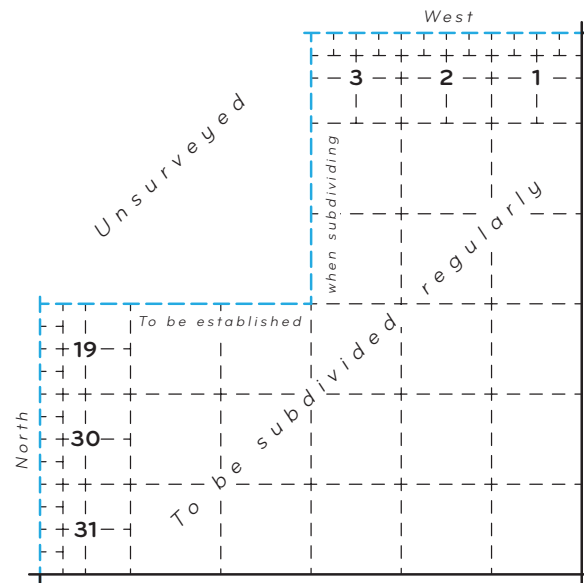 West
3 2 1
Unsurveyed
when subdividing
To be established
To be subdivided regularly
North
19
30
31